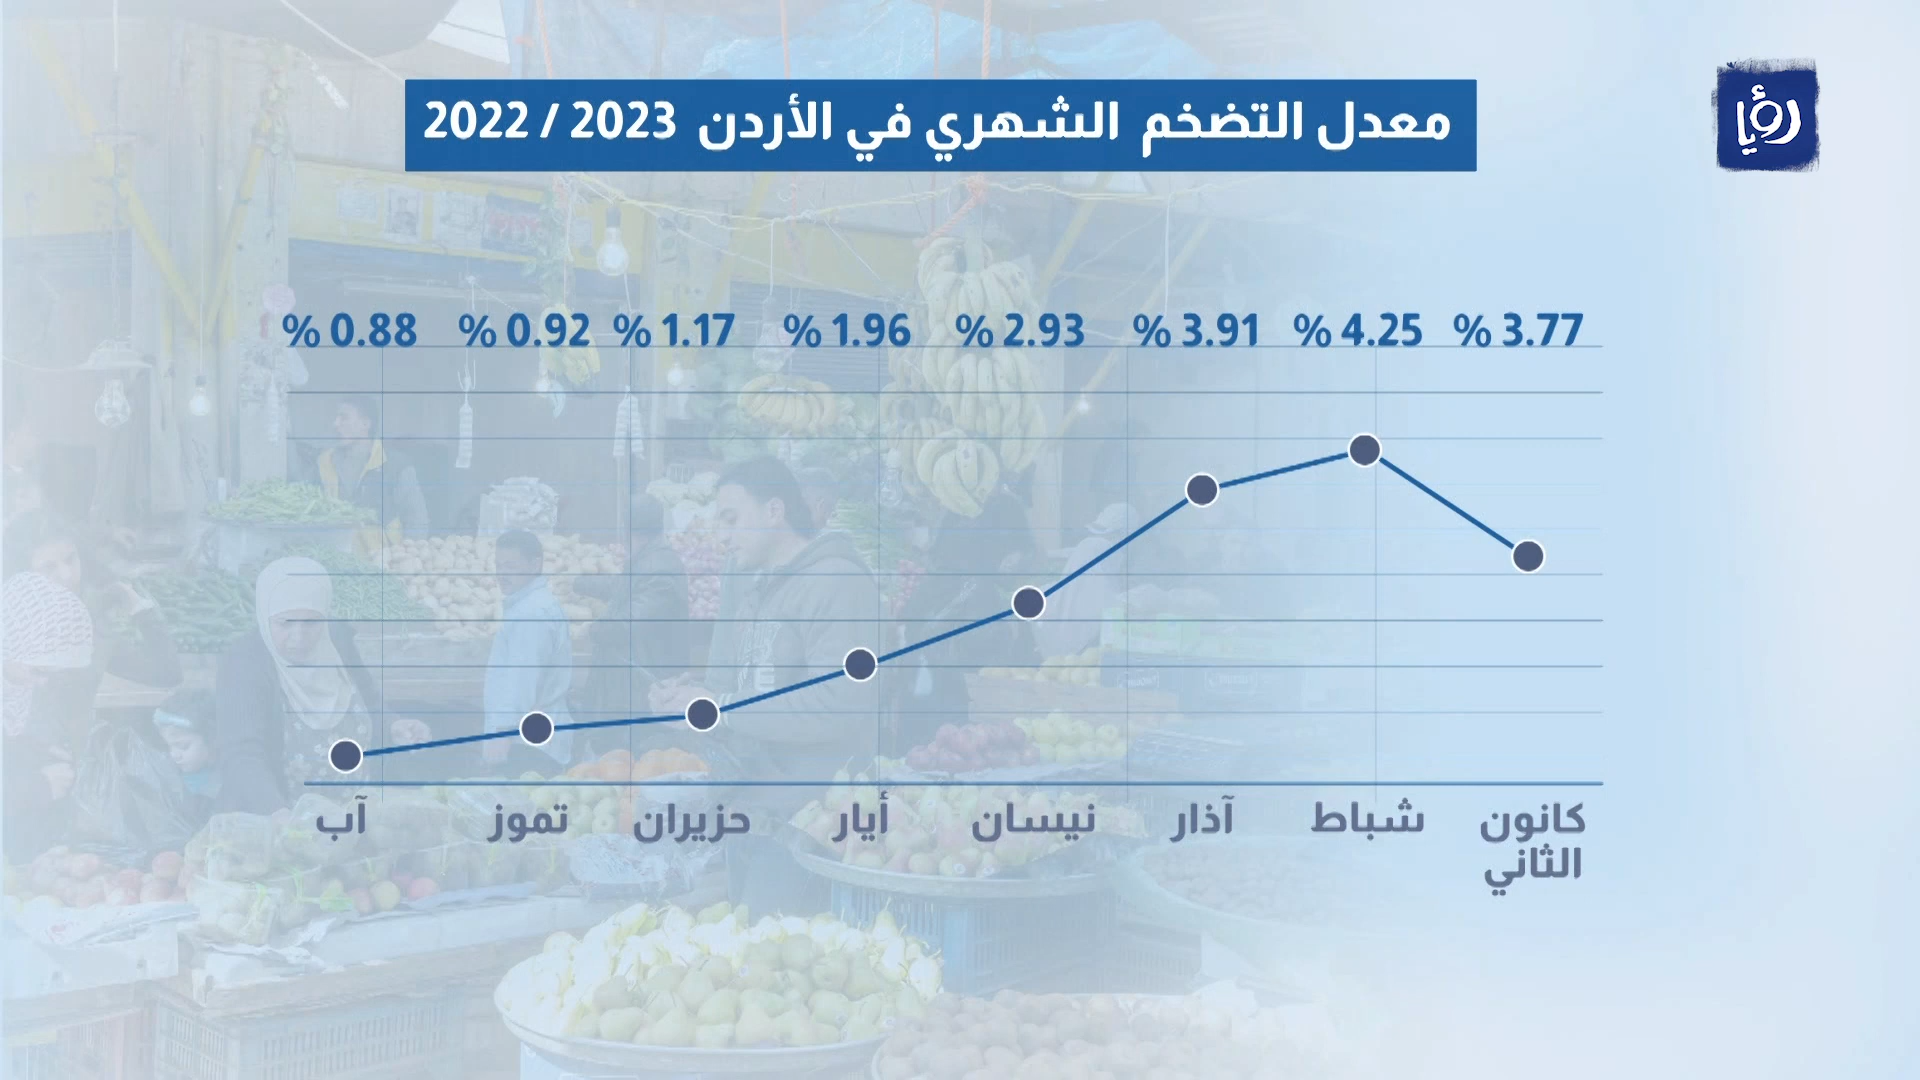 رؤيا
معدل التضخم الشهري في الأردن 2023 / 2022
% 3.77
% 4.25
% 3.91
% 2.93
% 1.96
% 1.17
% 0.92
% 0.88
كانون الثاني
شباط
آذار
نيسان
أيار
حزيران
تموز
آب